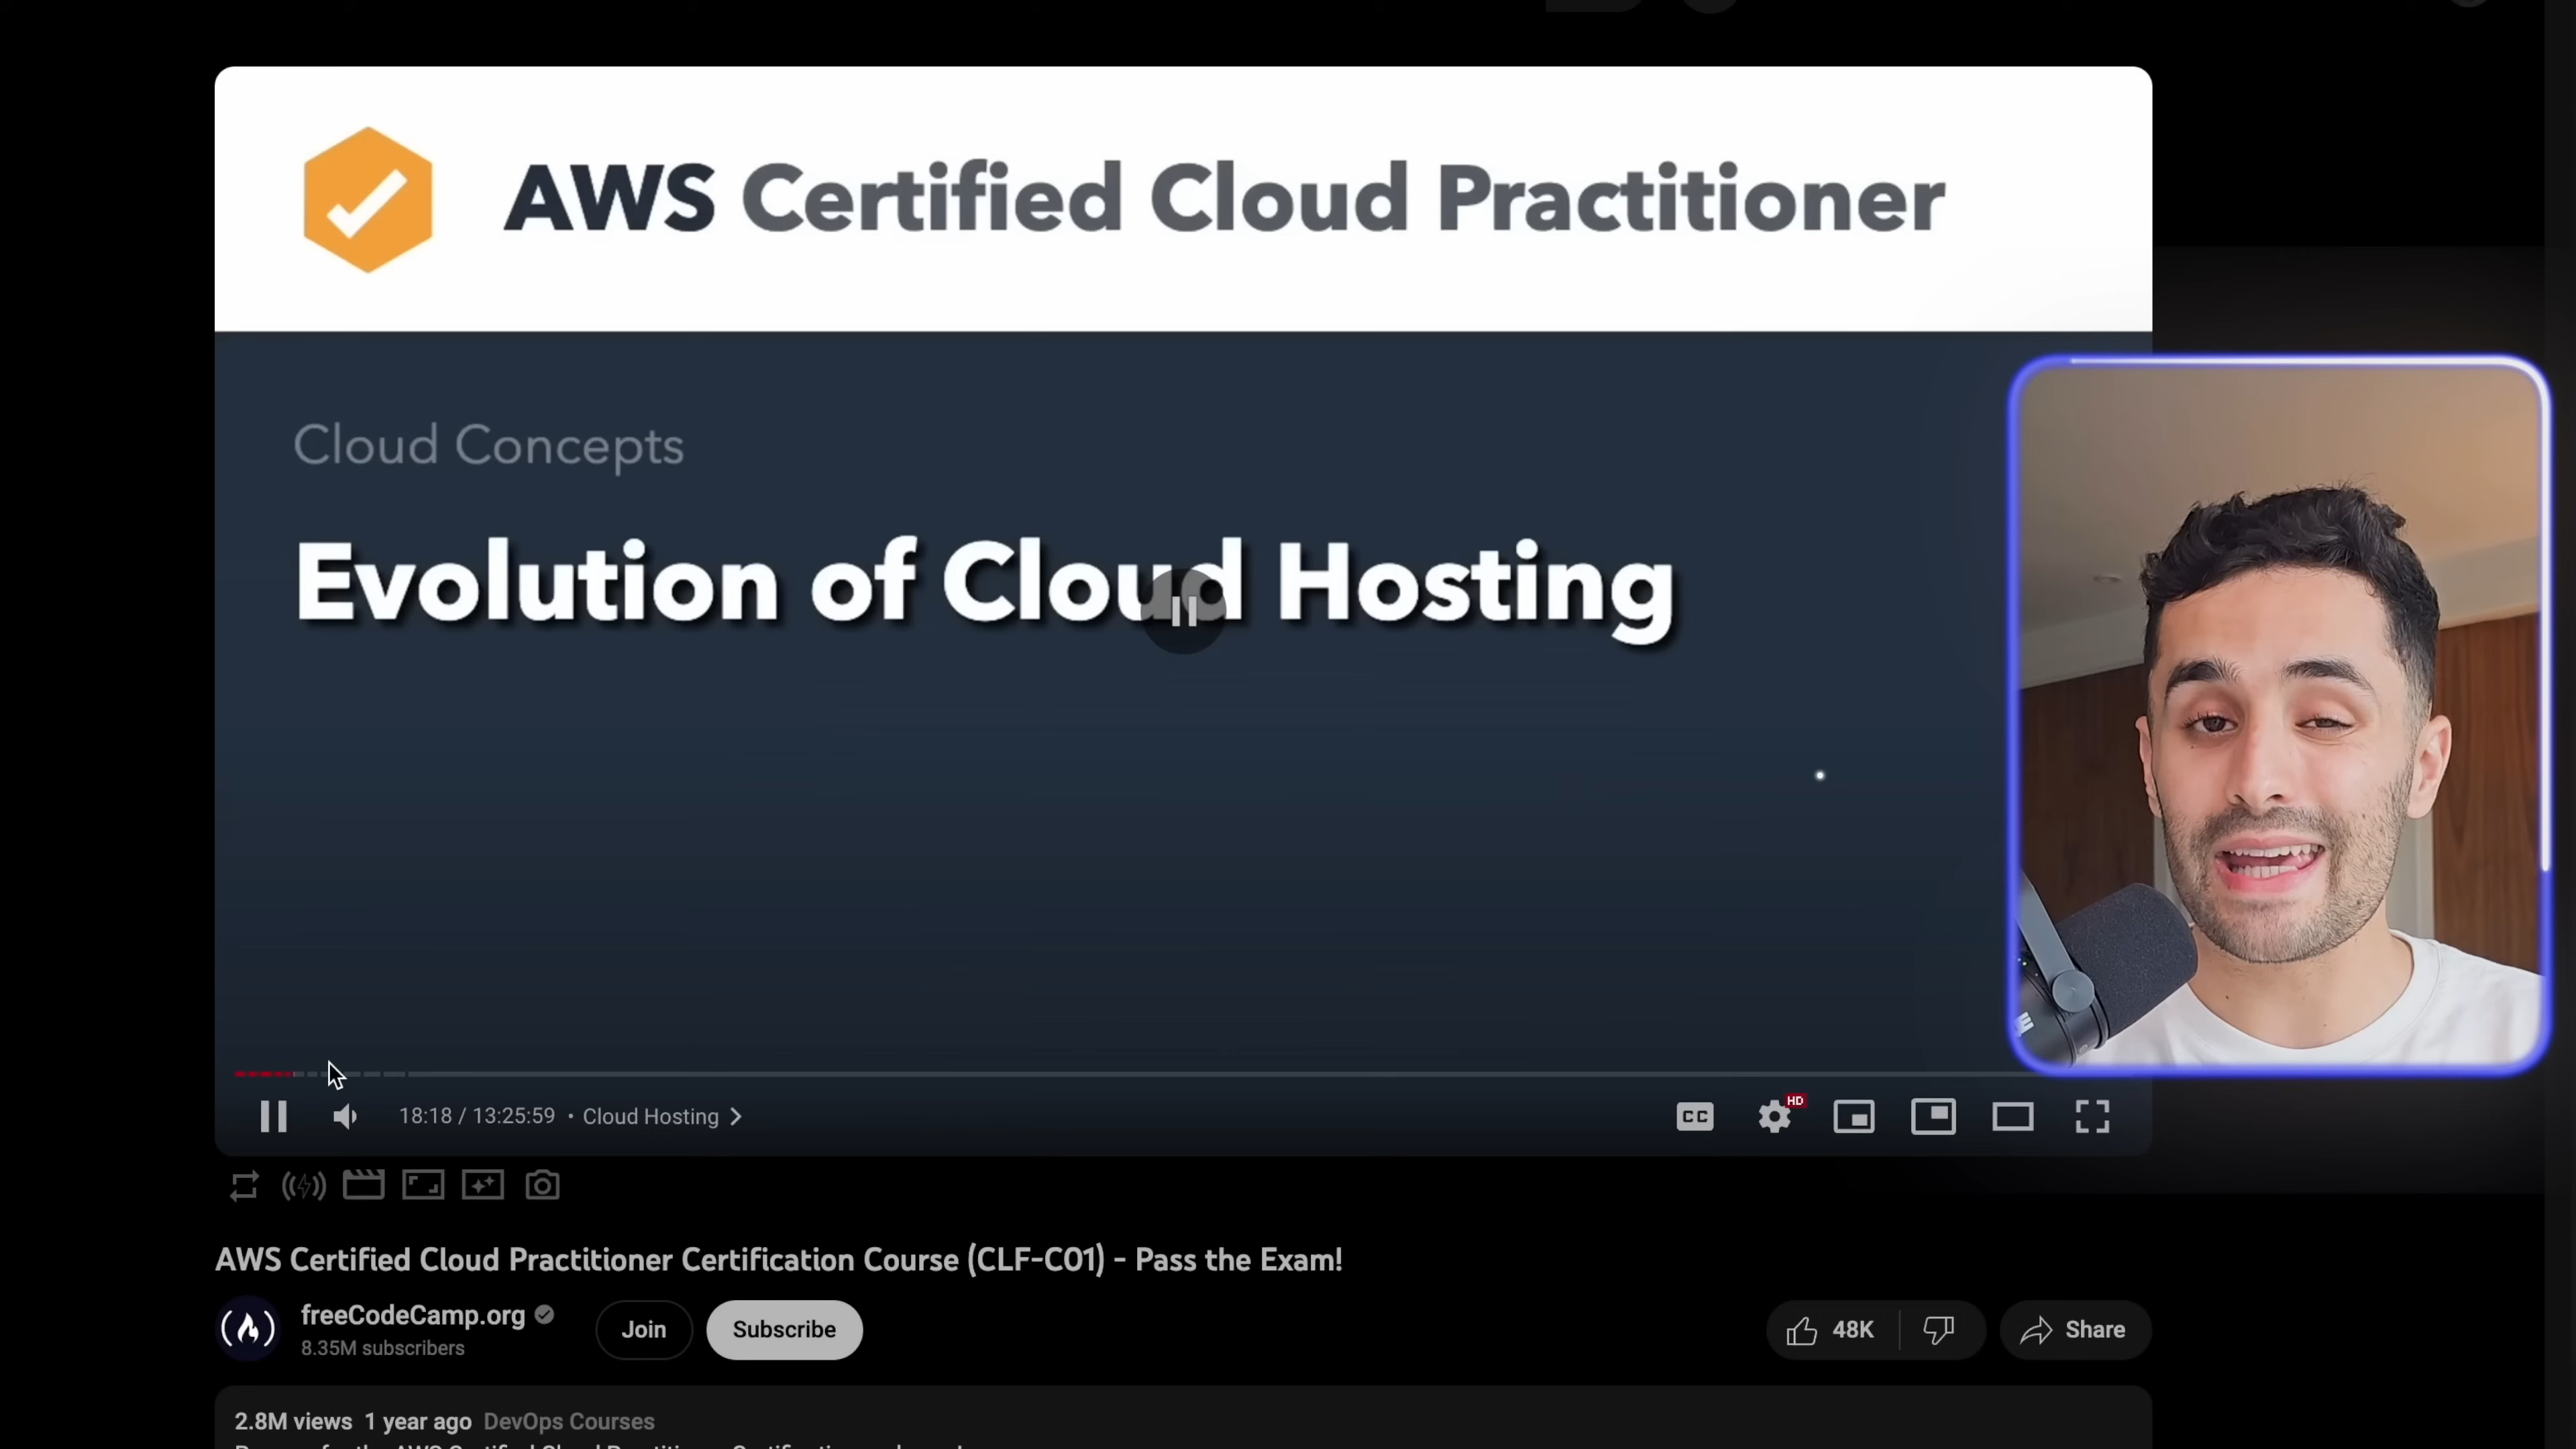 AWS Certified Cloud Practitioner
Cloud Concepts
Evolution of Cloud Hosting
18:18 / 13:25:59 • Cloud Hosting
CC
HD
AWS Certified Cloud Practitioner Certification Course (CLF-C01) - Pass the Exam!
freeCodeCamp.org
8.35M subscribers
Join
Subscribe
48K
Share
2.8M views 1 year ago DevOps Courses